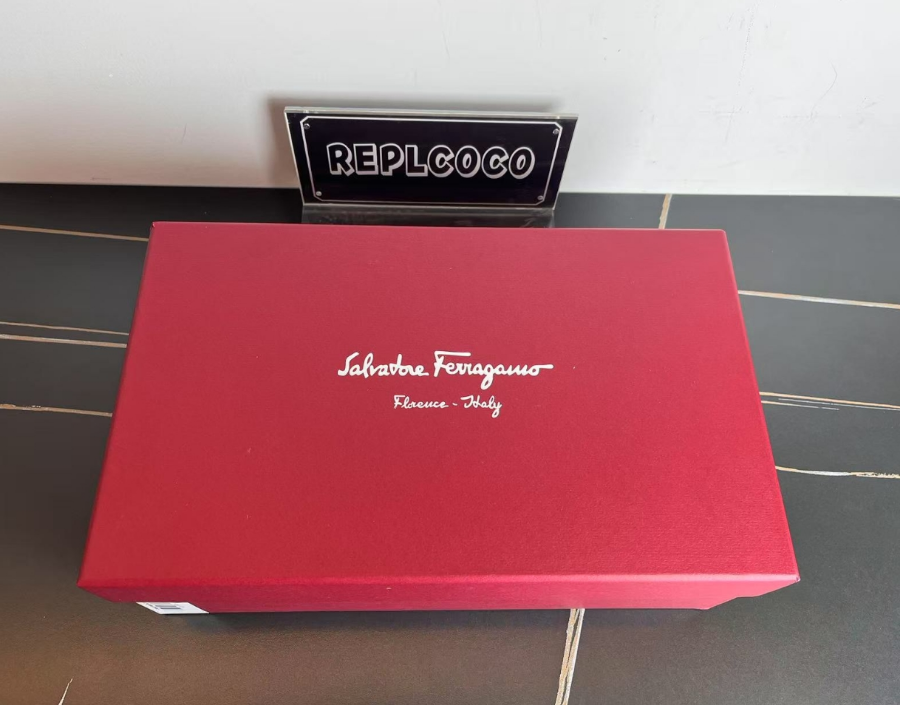 REPLCOCO
Salvatore Ferragamo
Florence - Italy